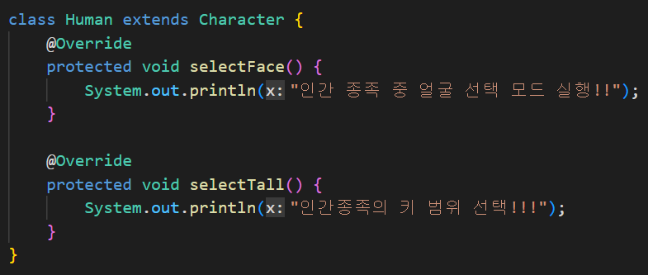 class Human extends Character {
    @Override
    protected void selectFace() {
        System.out.println(x: "인간 종족 중 얼굴 선택 모드 실행!!");
    }

    @Override
    protected void selectTall() {
        System.out.println(x: "인간종족의 키 범위 선택!!!");
    }
}